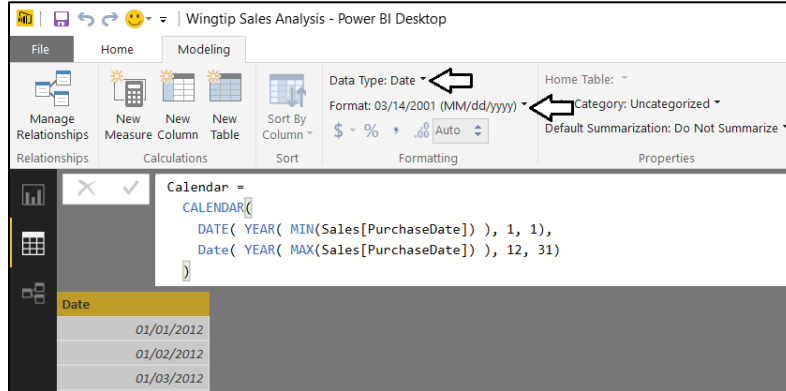 Wingtip Sales Analysis - Power BI Desktop
File Home Modeling
Manage Relationships
New Measure
New Column
New Table
Sort By Column
Data Type: Date
Format: 03/14/2001 (MM/dd/yyyy)
$ % , .00 Auto
Home Table:
Category: Uncategorized
Default Summarization: Do Not Summarize
Relationships Calculations Sort Formatting Properties
Calendar =
CALENDAR(
DATE( YEAR( MIN(Sales[PurchaseDate]) ), 1, 1),
Date( YEAR( MAX(Sales[PurchaseDate]) ), 12, 31)
)
Date
01/01/2012
01/02/2012
01/03/2012